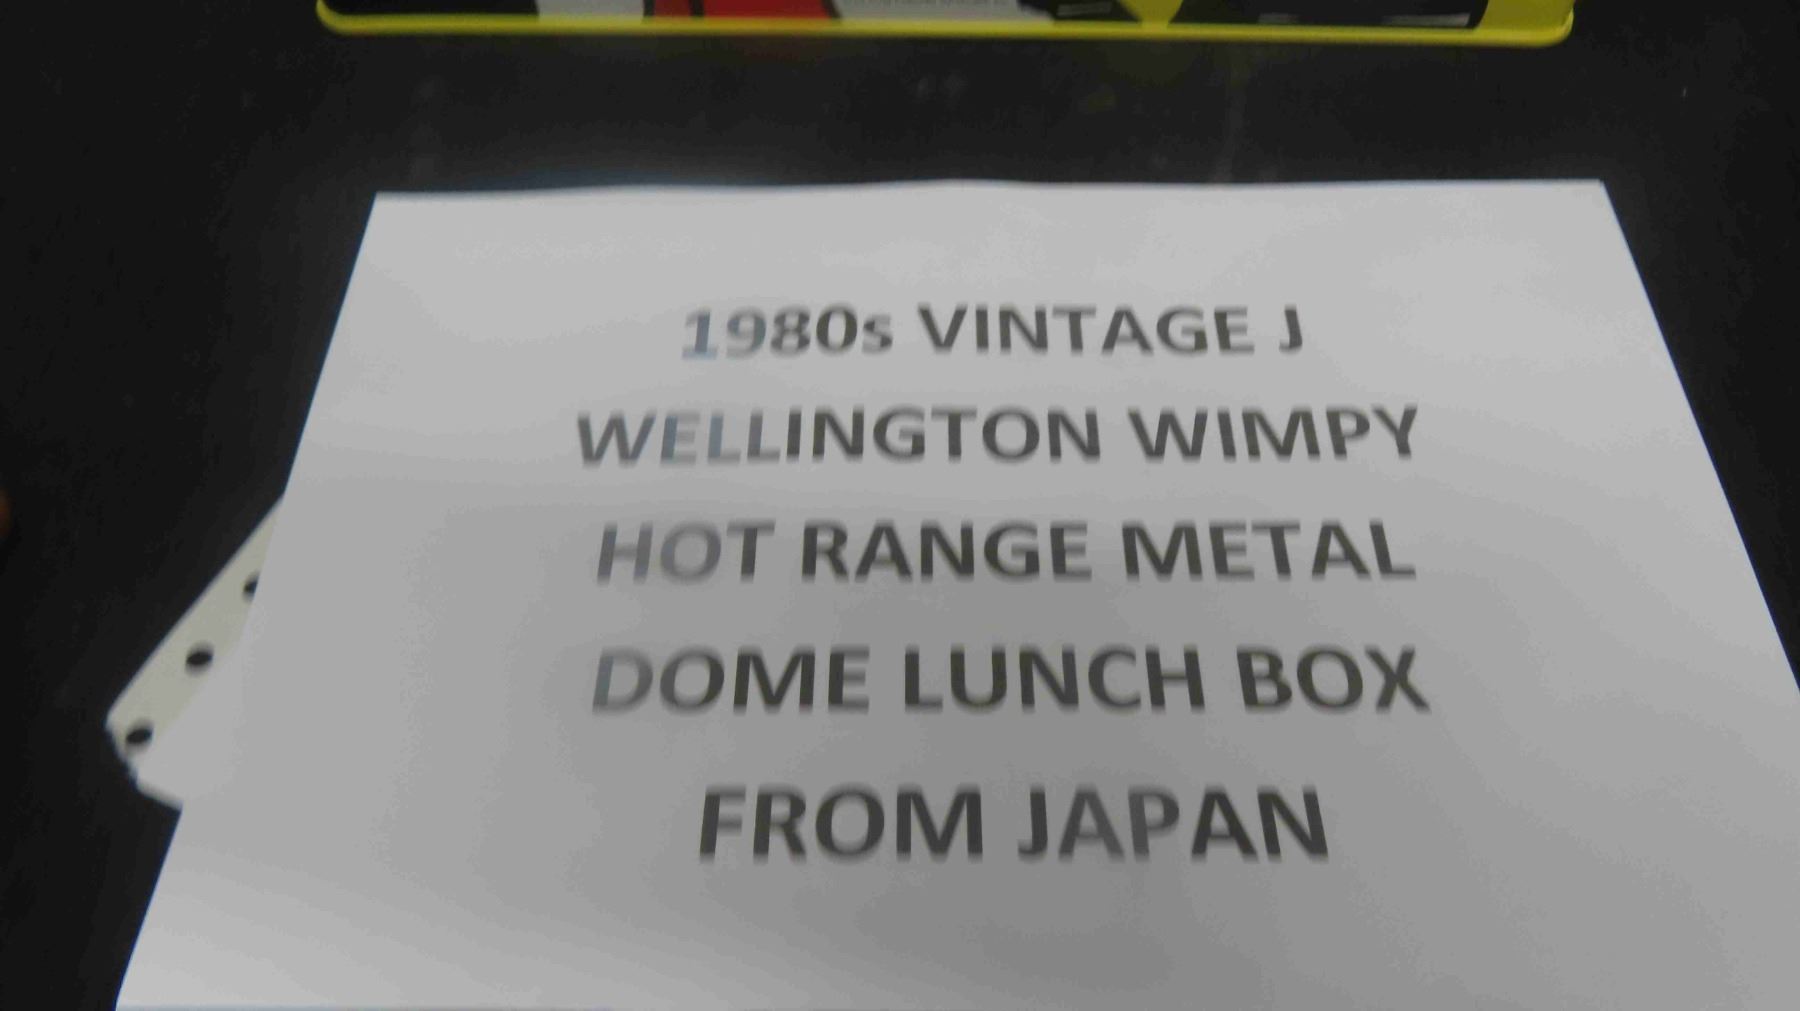 1980s VINTAGE J
WELLINGTON WIMPY
HOT RANGE METAL
DOME LUNCH BOX
FROM JAPAN